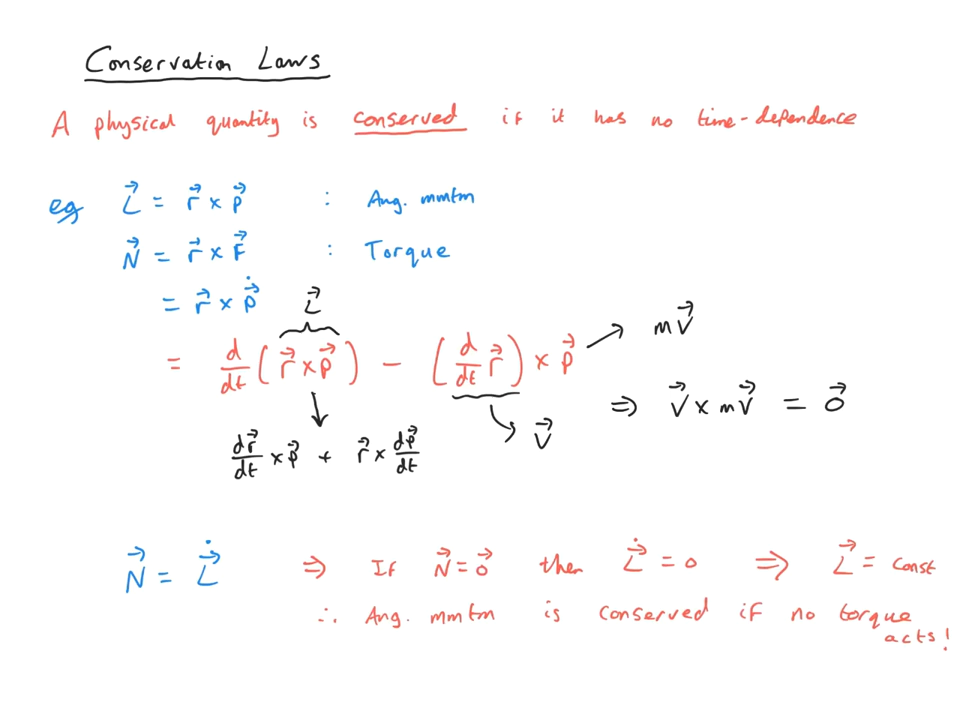 Conservation Laws
A physical quantity is conserved if it has no time-dependence
eg L⃗ = r⃗ × p⃗ : Ang. mmtm
N⃗ = r⃗ × F⃗ : Torque
= r⃗ × ṗ⃗ L⃗
= d/dt (r⃗ × p⃗) − (d/dt r⃗) × p⃗ → mv⃗
⇒ v⃗ × mv⃗ = 0⃗
dr⃗/dt × p⃗ + r⃗ × dp⃗/dt v⃗
N⃗ = L̇⃗ ⇒ If N⃗ = 0⃗ then L̇⃗ = 0 ⇒ L⃗ = const
∴ Ang. mmtm is conserved if no torque
acts!